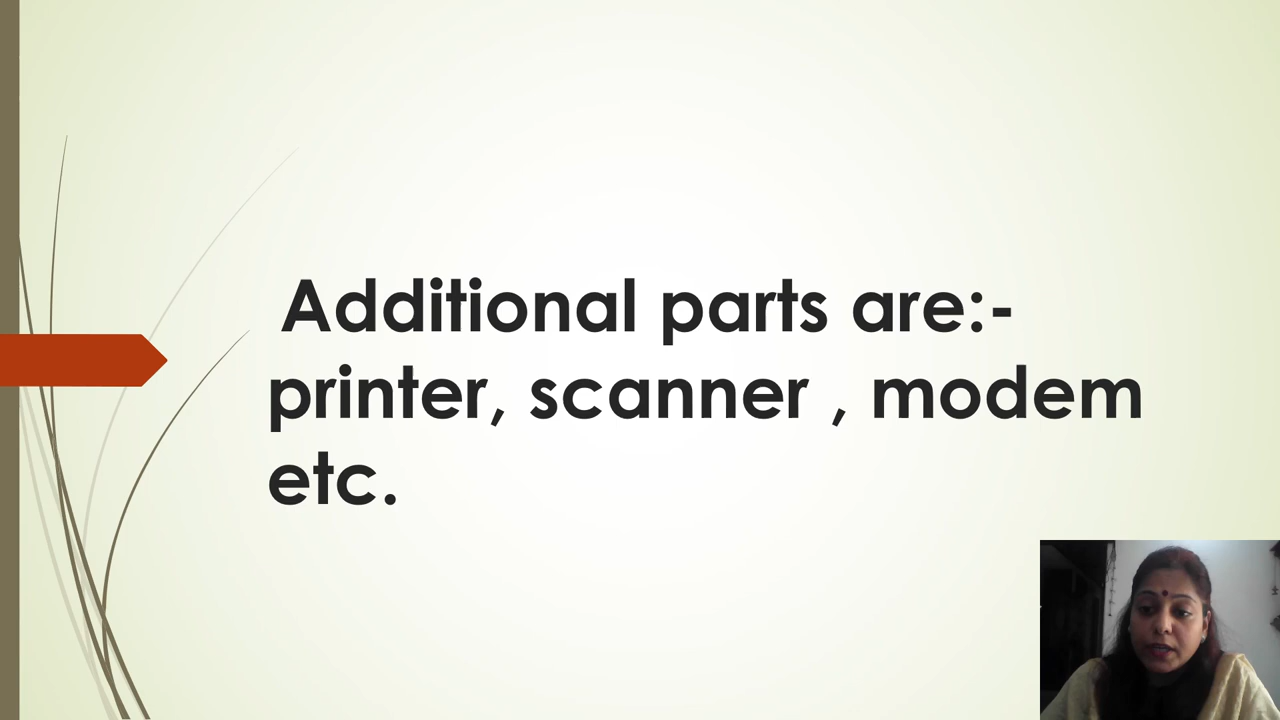 Additional parts are:-
printer, scanner , modem
etc.